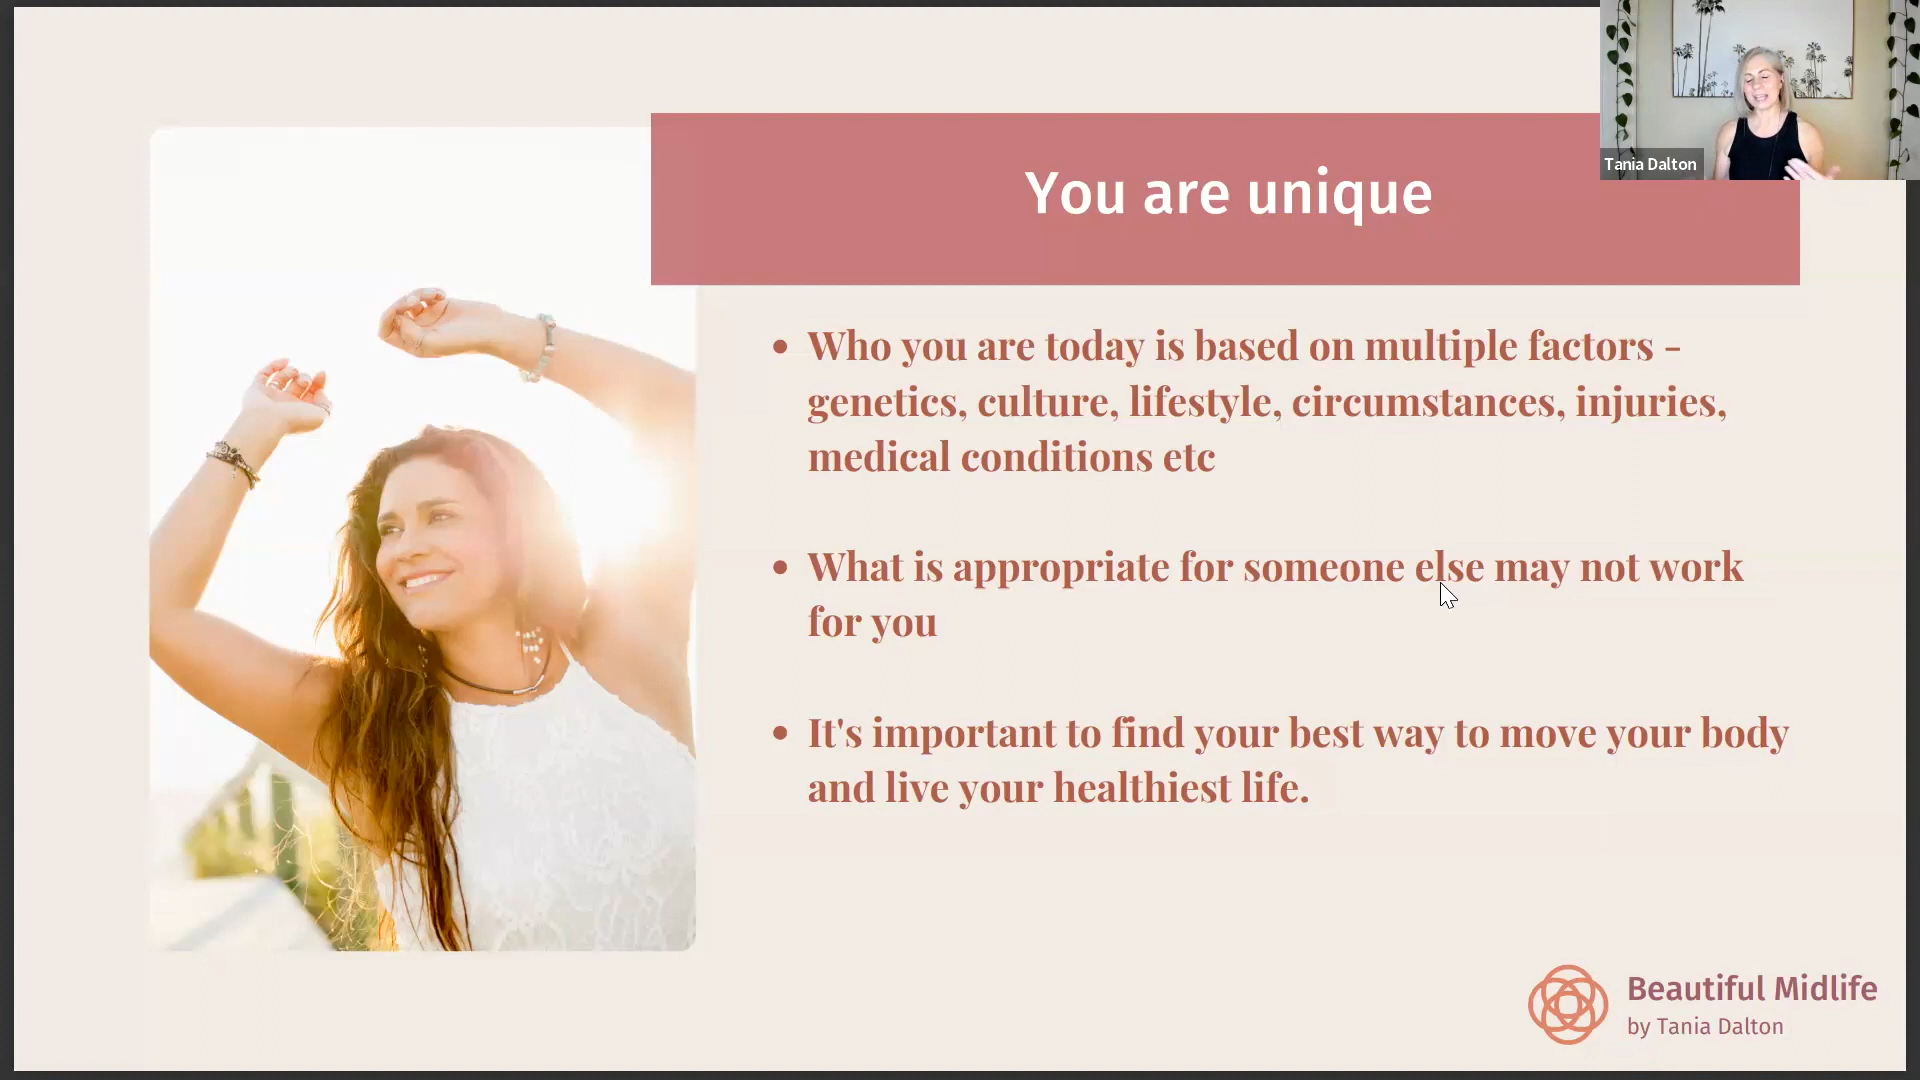 Tania Dalton
You are unique
Who you are today is based on multiple factors -
genetics, culture, lifestyle, circumstances, injuries,
medical conditions etc
What is appropriate for someone else may not work
for you
It's important to find your best way to move your body
and live your healthiest life.
Beautiful Midlife
by Tania Dalton